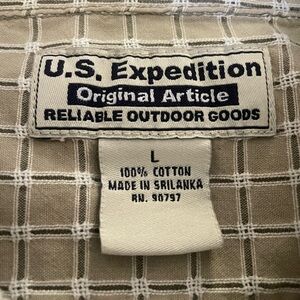 U.S. Expedition
Original Article
RELIABLE OUTDOOR GOODS
L
100% COTTON
MADE IN SRILANKA
RN. 90797